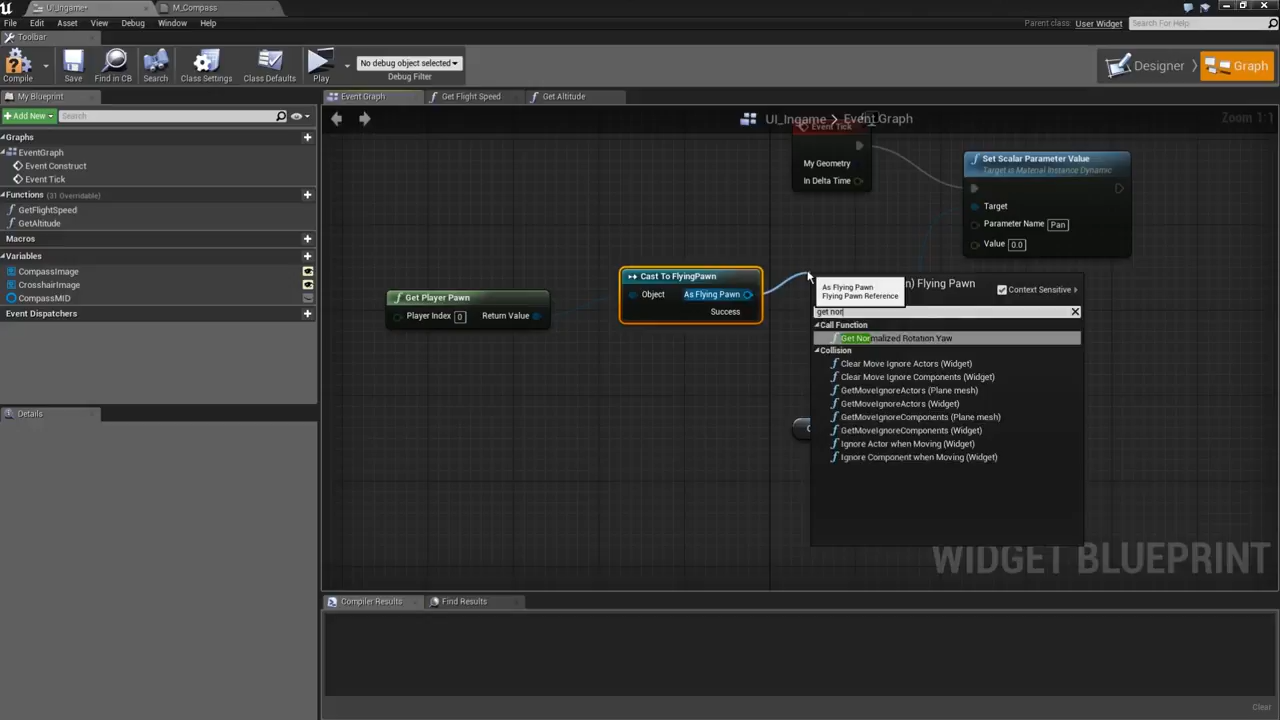 UI_Ingame*
M_Compass
File Edit Asset View Debug Window Help
Parent class: User Widget
Search For Help
Toolbar
Compile
Save
Find in CB
Search
Class Settings
Class Defaults
Play
No debug object selected
Debug Filter
Designer
Graph
My Blueprint
Event Graph
Get Flight Speed
Get Altitude
Add New
Search
UI_Ingame > Event Graph
Zoom 1:1
Graphs
EventGraph
Event Construct
Event Tick
Functions (31 Overridable)
GetFlightSpeed
GetAltitude
Macros
Variables
CompassImage
CrosshairImage
CompassMID
Event Dispatchers
Details
Event Tick
My Geometry
In Delta Time
Set Scalar Parameter Value
Target is Material Instance Dynamic
Target
Parameter Name Pan
Value 0.0
Get Player Pawn
Player Index 0
Return Value
Cast To FlyingPawn
Object
As Flying Pawn
Success
As Flying Pawn
Flying Pawn Reference
Flying Pawn
Context Sensitive
get nor
Call Function
Get Normalized Rotation Yaw
Collision
Clear Move Ignore Actors (Widget)
Clear Move Ignore Components (Widget)
GetMoveIgnoreActors (Plane mesh)
GetMoveIgnoreActors (Widget)
GetMoveIgnoreComponents (Plane mesh)
GetMoveIgnoreComponents (Widget)
Ignore Actor when Moving (Widget)
Ignore Component when Moving (Widget)
WIDGET BLUEPRINT
Compiler Results
Find Results
Clear